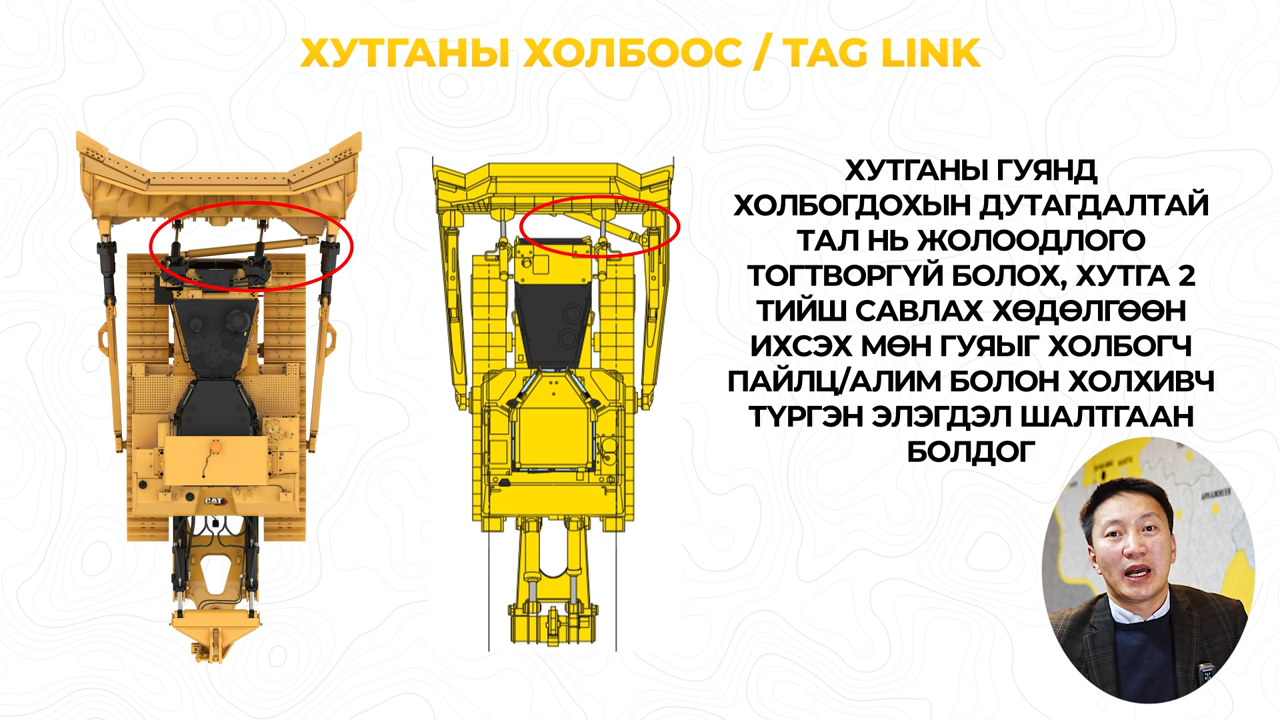 ХУТГАНЫ ХОЛБООС / TAG LINK
ХУТГАНЫ ГУЯНД
ХОЛБОГДОХЫН ДУТАГДАЛТАЙ
ТАЛ НЬ ЖОЛООДЛОГО
ТОГТВОРГҮЙ БОЛОХ, ХУТГА 2
ТИЙШ САВЛАХ ХӨДӨЛГӨӨН
ИХСЭХ МӨН ГУЯЫГ ХОЛБОГЧ
ПАЙЛЦ/АЛИМ БОЛОН ХОЛХИВЧ
ТҮРГЭН ЭЛЭГДЭЛ ШАЛТГААН
БОЛДОГ
CAT